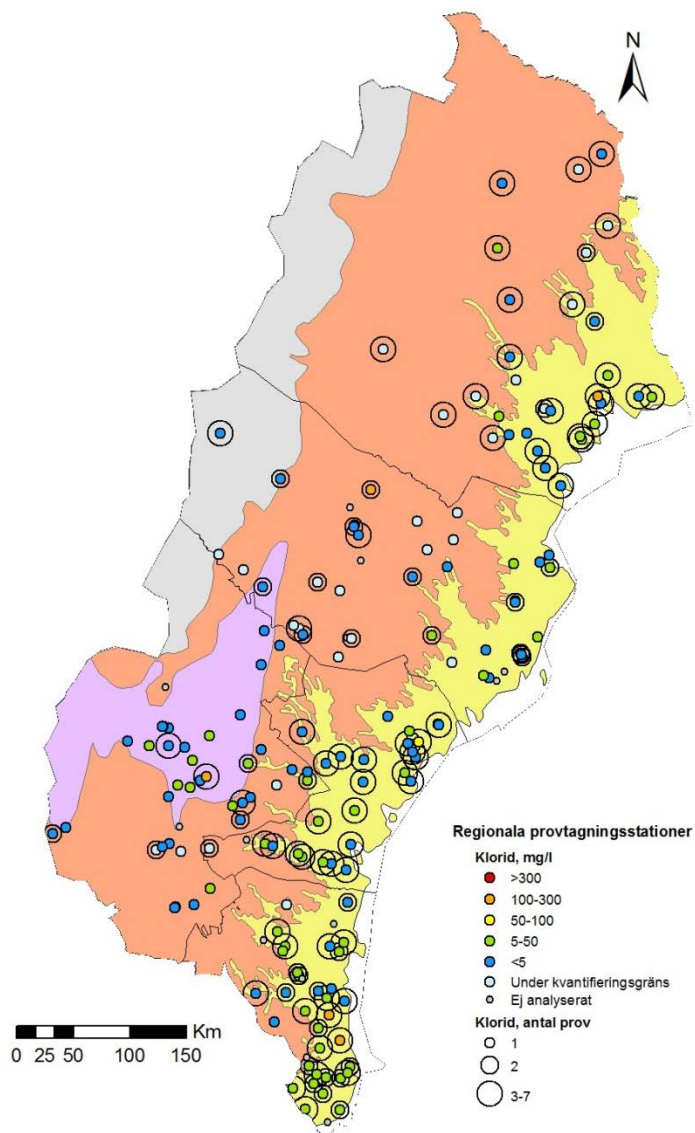 N
Regionala provtagningsstationer
Klorid, mg/l
>300
100-300
50-100
5-50
<5
Under kvantifieringsgräns
Ej analyserat
Klorid, antal prov
1
2
3-7
Km
0 25 50 100 150